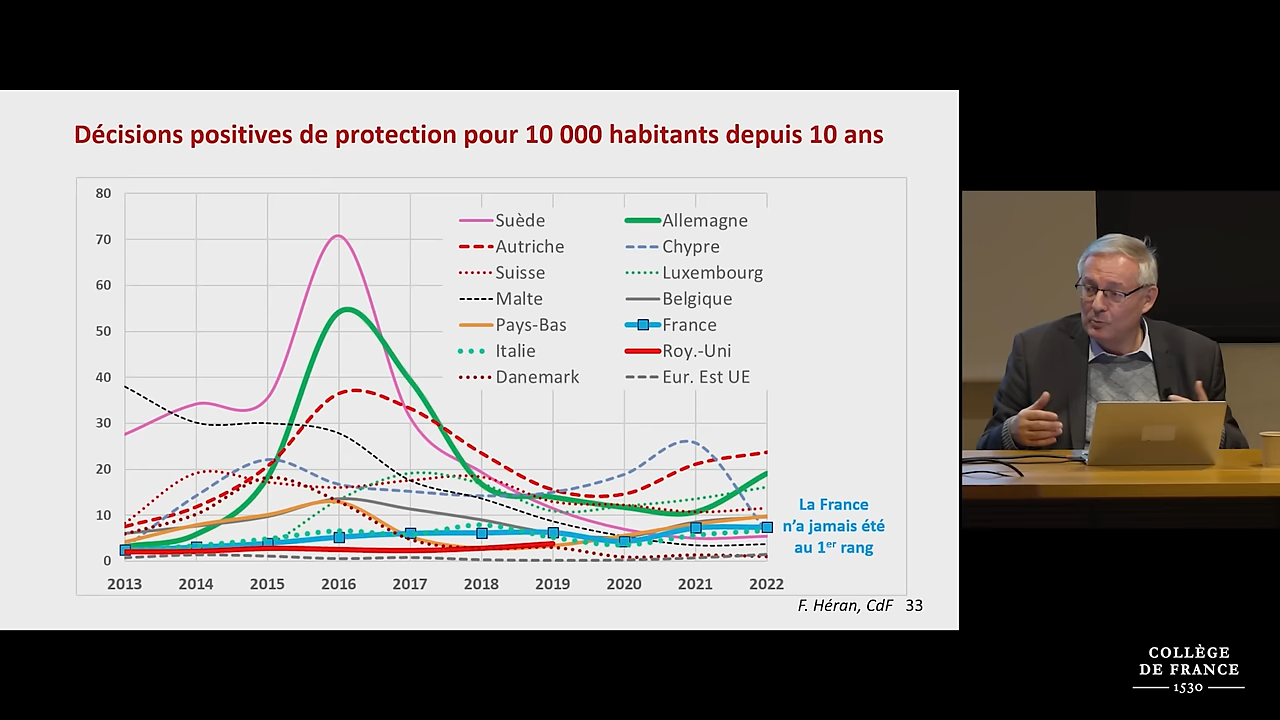 Décisions positives de protection pour 10 000 habitants depuis 10 ans
80
70
60
50
40
30
20
10
0
Suède
Allemagne
Autriche
Chypre
Suisse
Luxembourg
Malte
Belgique
Pays-Bas
France
Italie
Roy.-Uni
Danemark
Eur. Est UE
La France
n'a jamais été
au 1er rang
2013 2014 2015 2016 2017 2018 2019 2020 2021 2022
F. Héran, CdF 33
COLLÈGE
DE FRANCE
1530